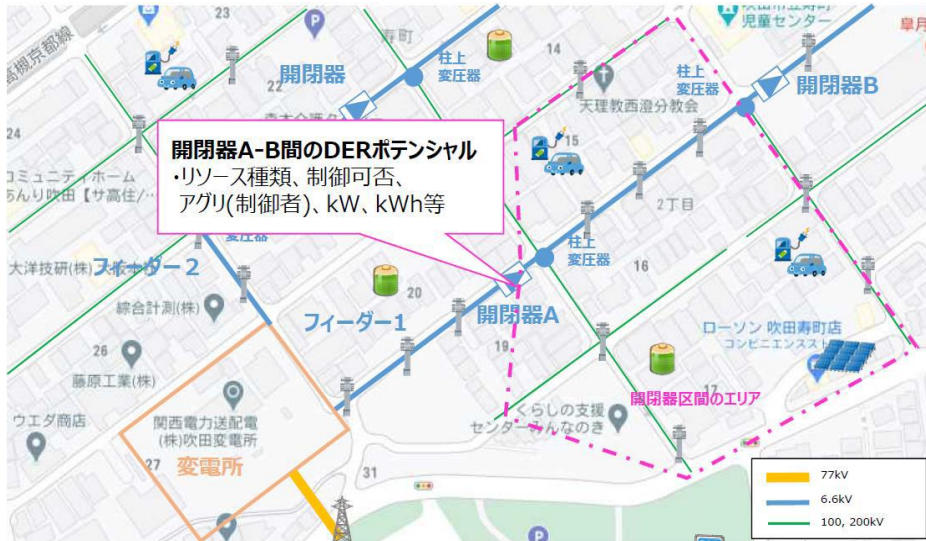 高槻京都線
23
寿町
14
吹田市立寿町
児童センター
皐月
開閉器
柱上
変圧器
22
天理教西澄分教会
柱上
変圧器
開閉器B
24
開閉器A-B間のDERポテンシャル
・リソース種類、制御可否、
アグリ(制御者)、kW、kWh等
15
コミュニティホーム
あんり吹田【サ高住/…
2丁目
変圧器
柱上
変圧器
16
大洋技研(株)
フィーダー2
綜合計測(株)
20
フィーダー1
開閉器A
ローソン 吹田寿町店
コンビニエンススト
26
19
藤原工業(株)
17
開閉器区間のエリア
ウエダ商店
関西電力送配電
(株)吹田変電所
くらしの支援
センターみんなのき
27
変電所
31
77kV
6.6kV
100, 200kV